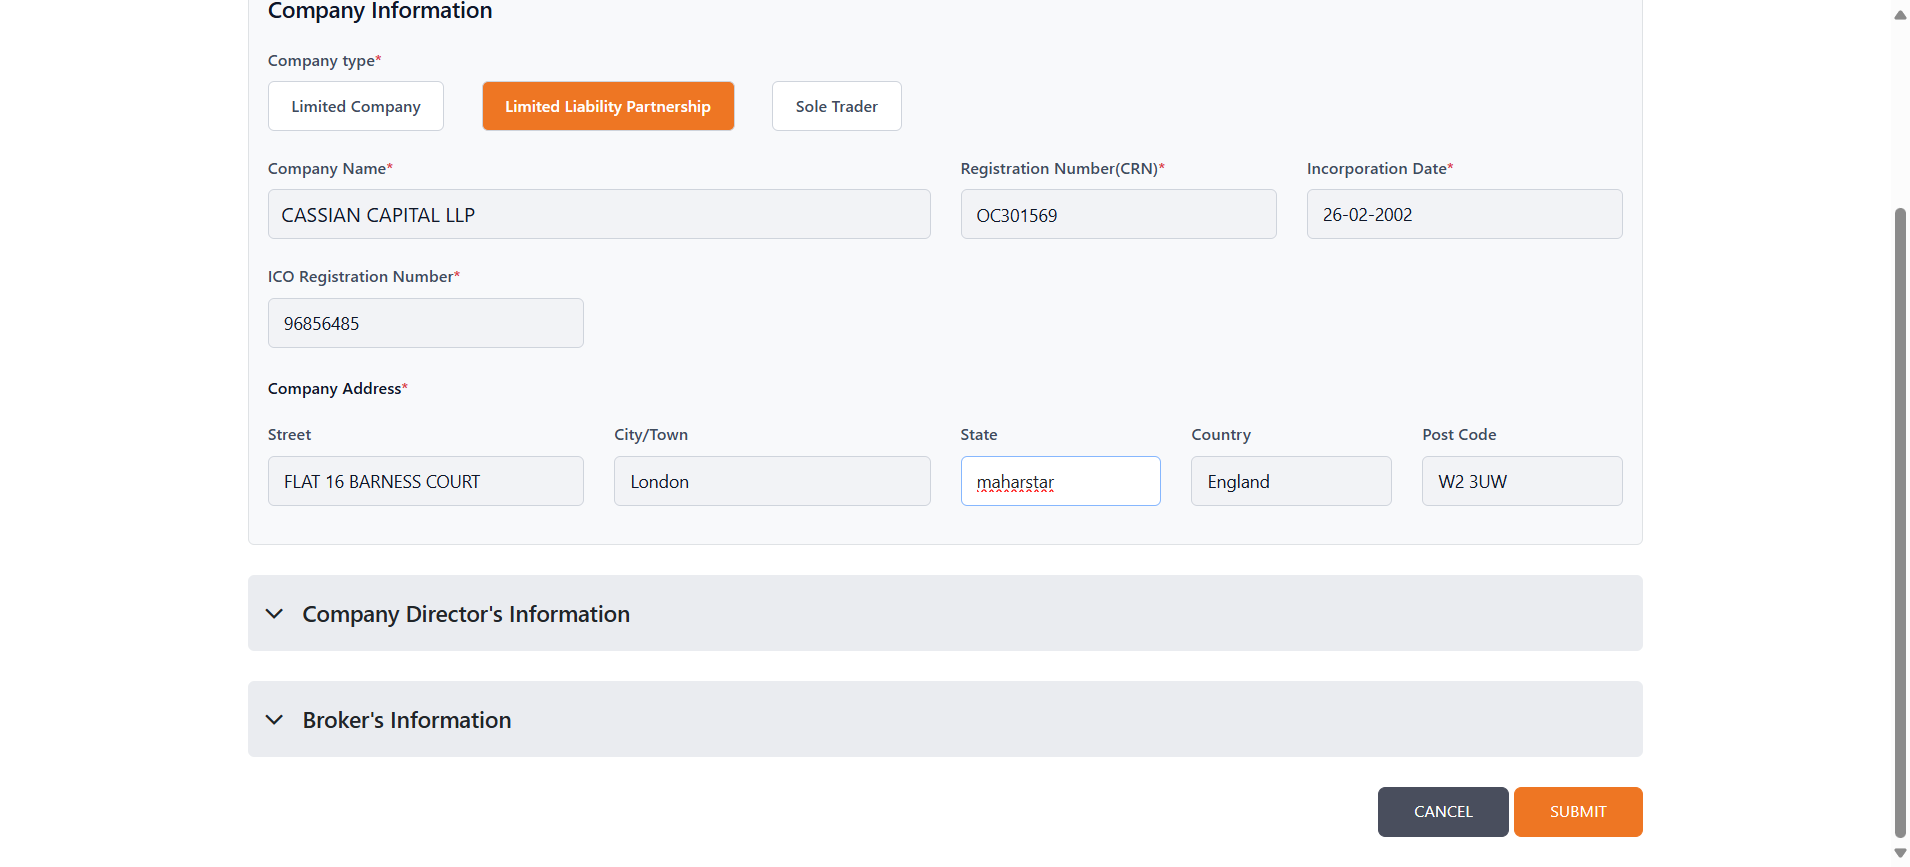 Company Information
Company type*
Limited Company
Limited Liability Partnership
Sole Trader
Company Name*
Registration Number(CRN)*
Incorporation Date*
CASSIAN CAPITAL LLP
OC301569
26-02-2002
ICO Registration Number*
96856485
Company Address*
Street
City/Town
State
Country
Post Code
FLAT 16 BARNESS COURT
London
maharstar
England
W2 3UW
Company Director's Information
Broker's Information
CANCEL
SUBMIT